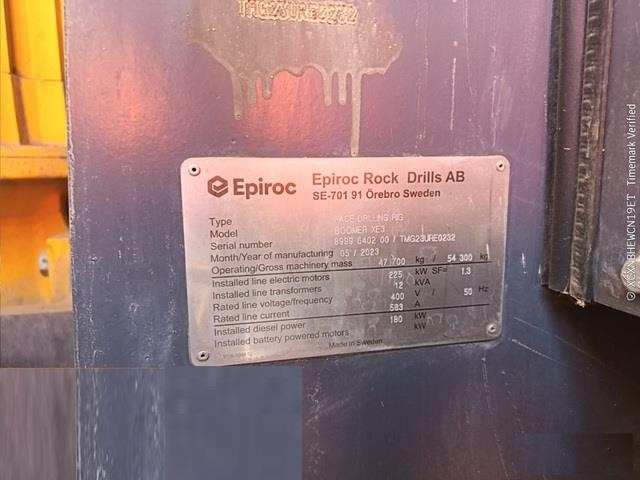 TMG23URE0232
Epiroc
Epiroc Rock Drills AB
SE-701 91 Örebro Sweden
Type FACE DRILLING RIG
Model BOOMER XE3
Serial number 8999 6402 00 / TMG23URE0232
Month/Year of manufacturing 05 / 2023
Operating/Gross machinery mass 47 700 kg / 54 300 kg
Installed line electric motors 225 kW SF= 1.3
Installed line transformers 12 kVA
Rated line voltage/frequency 400 V / 50 Hz
Rated line current 683 A
Installed diesel power 180 kW
Installed battery powered motors kW
Made in Sweden
Timemark Verified